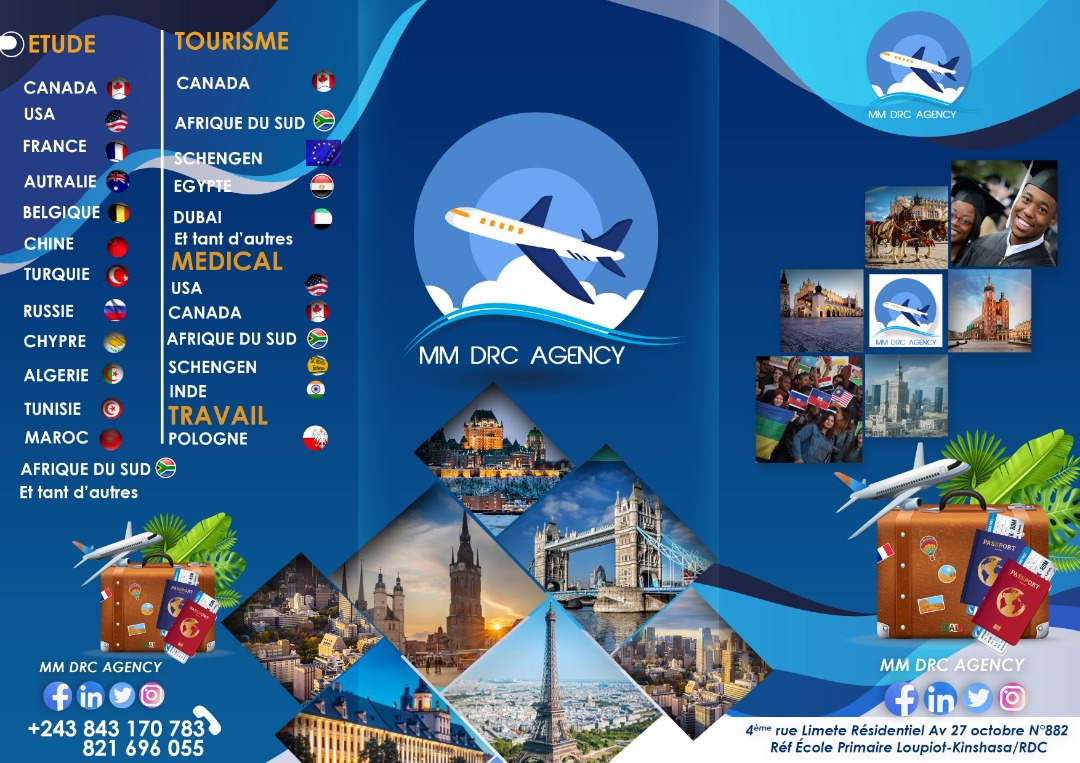 ETUDE
CANADA
USA
FRANCE
AUTRALIE
BELGIQUE
CHINE
TURQUIE
RUSSIE
CHYPRE
ALGERIE
TUNISIE
MAROC
AFRIQUE DU SUD
Et tant d'autres
TOURISME
CANADA
AFRIQUE DU SUD
SCHENGEN
EGYPTE
DUBAI
Et tant d'autres
MEDICAL
USA
CANADA
AFRIQUE DU SUD
SCHENGEN
INDE
TRAVAIL
POLOGNE
PASSPORT
PASSPORT
MM DRC AGENCY
+243 843 170 783
821 696 055
MM DRC AGENCY
MM DRC AGENCY
MM DRC AGENCY
PASSPORT
PASSPORT
MM DRC AGENCY
4ème rue Limete Résidentiel Av 27 octobre N°882
Réf École Primaire Loupiot-Kinshasa/RDC